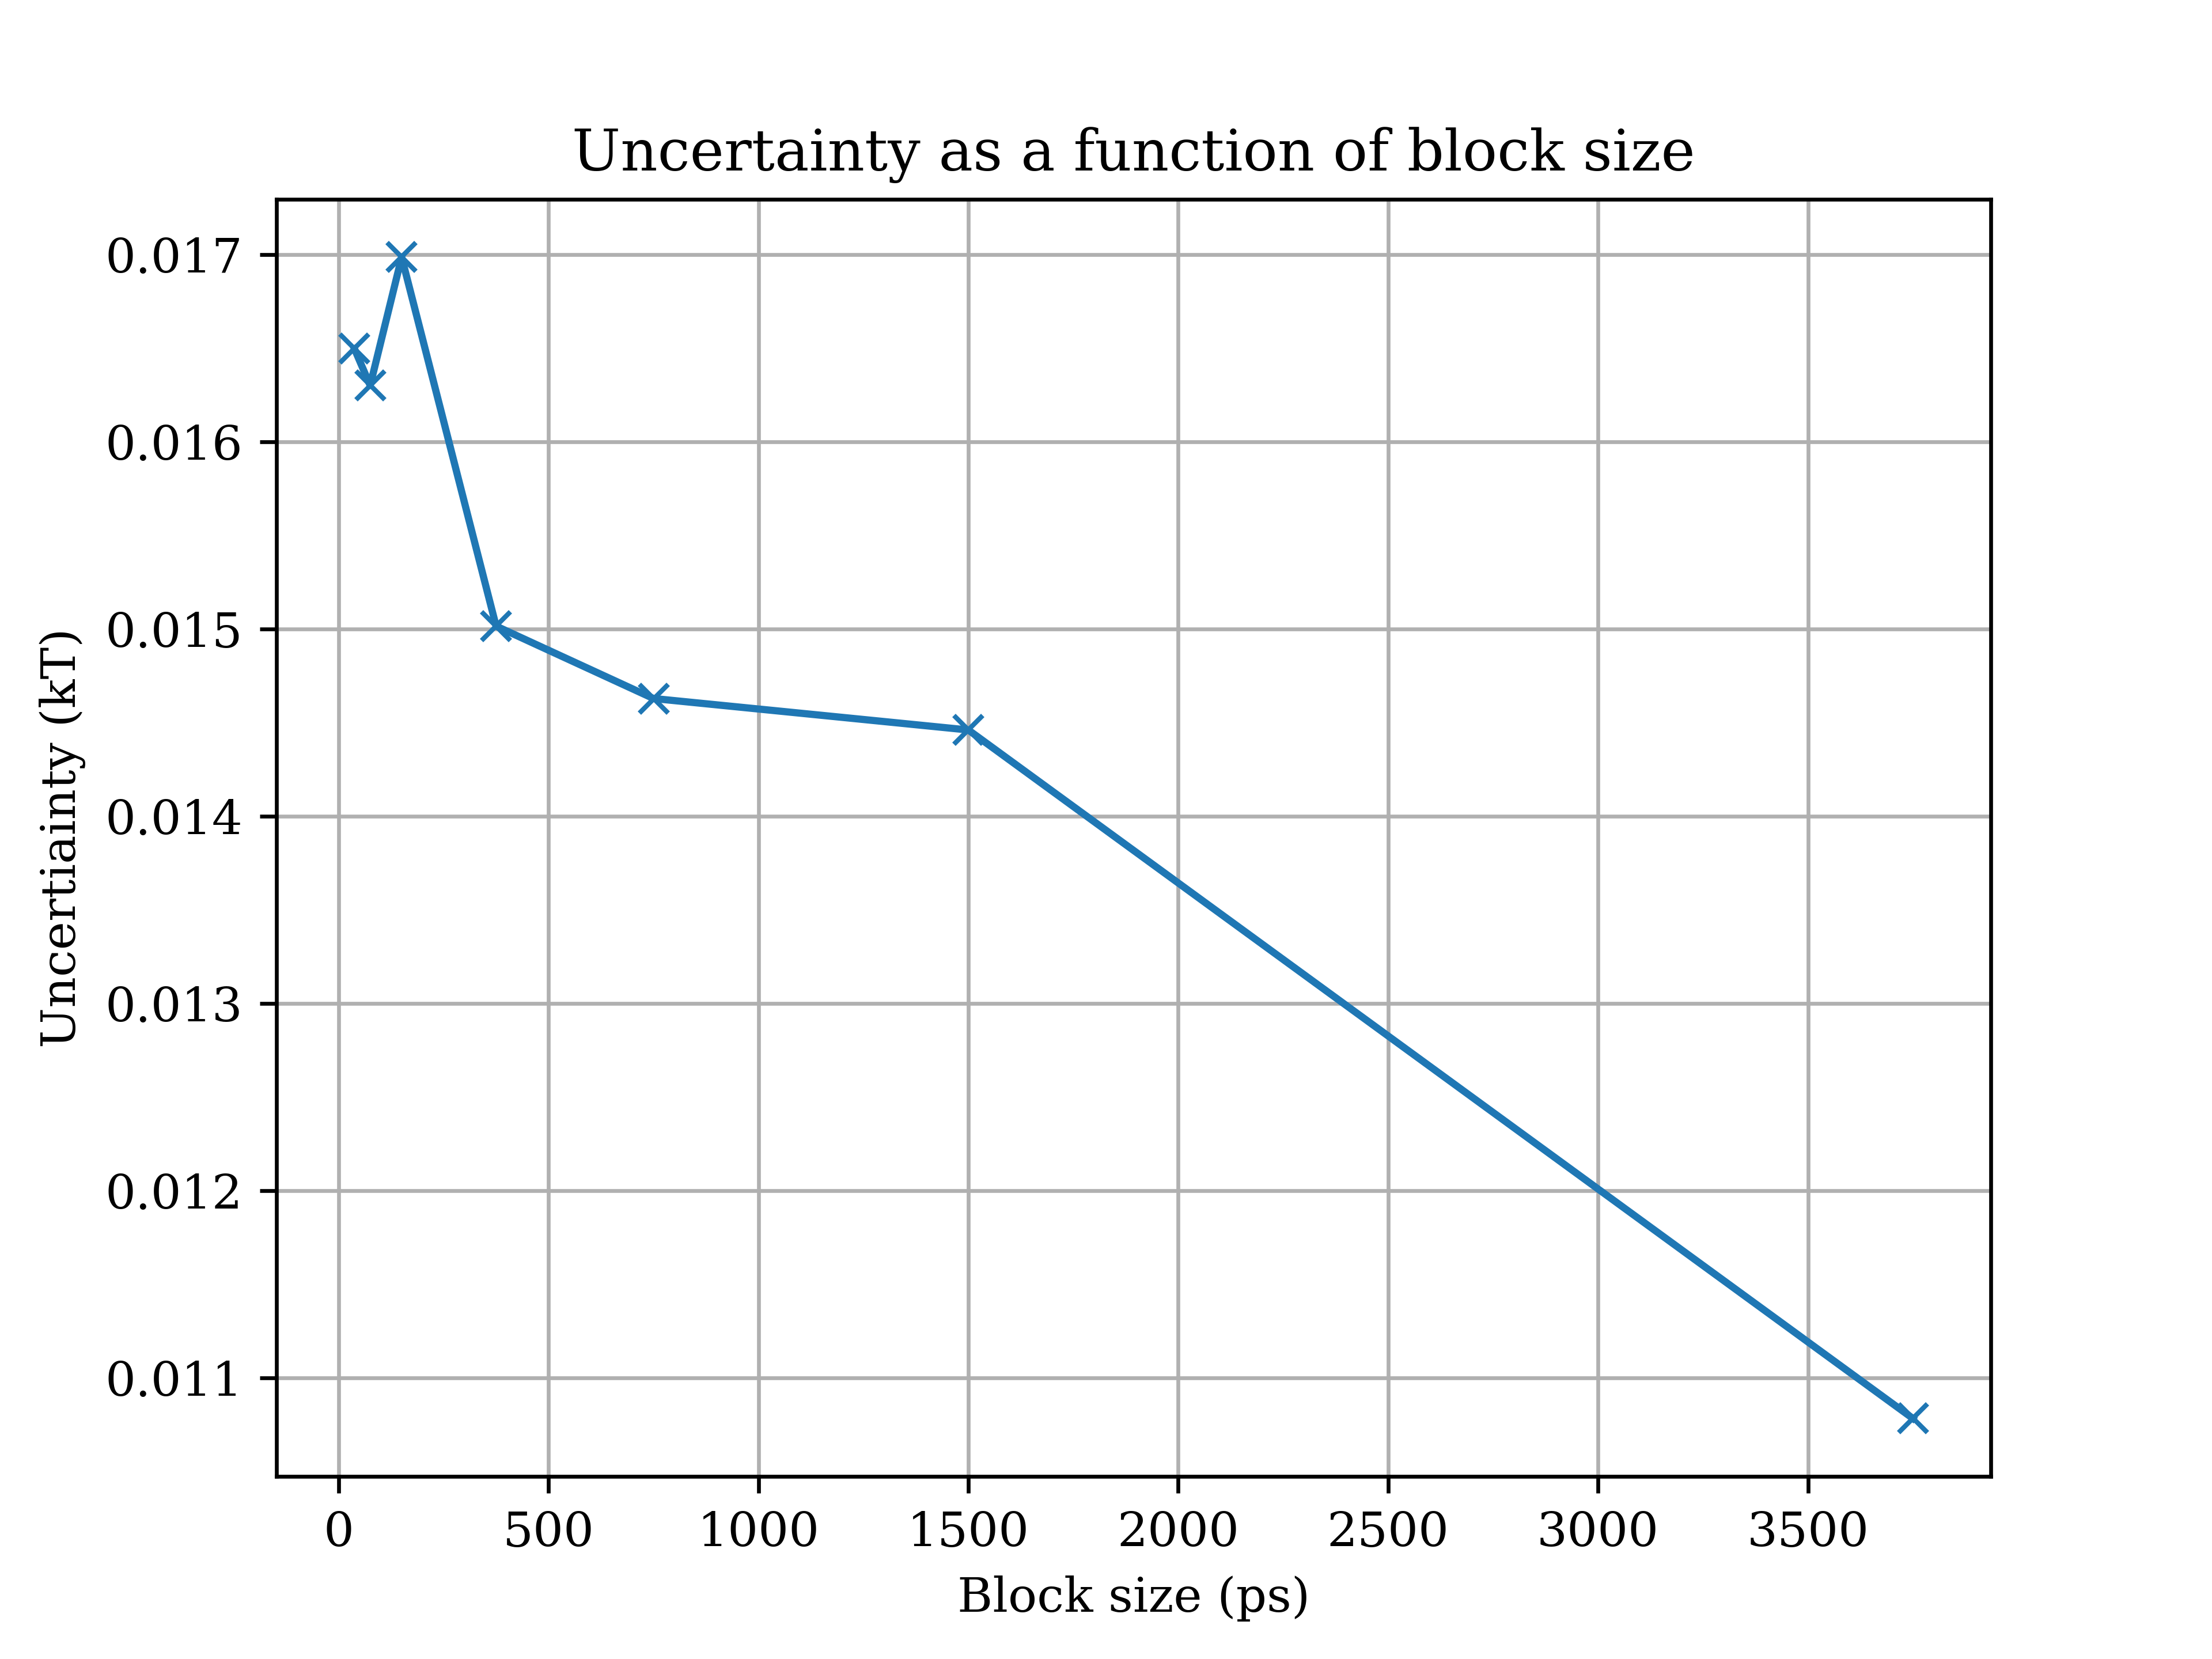 Uncertainty as a function of block size
0.017
0.016
0.015
0.014
0.013
0.012
0.011
Uncertiainty (kT)
0 500 1000 1500 2000 2500 3000 3500
Block size (ps)